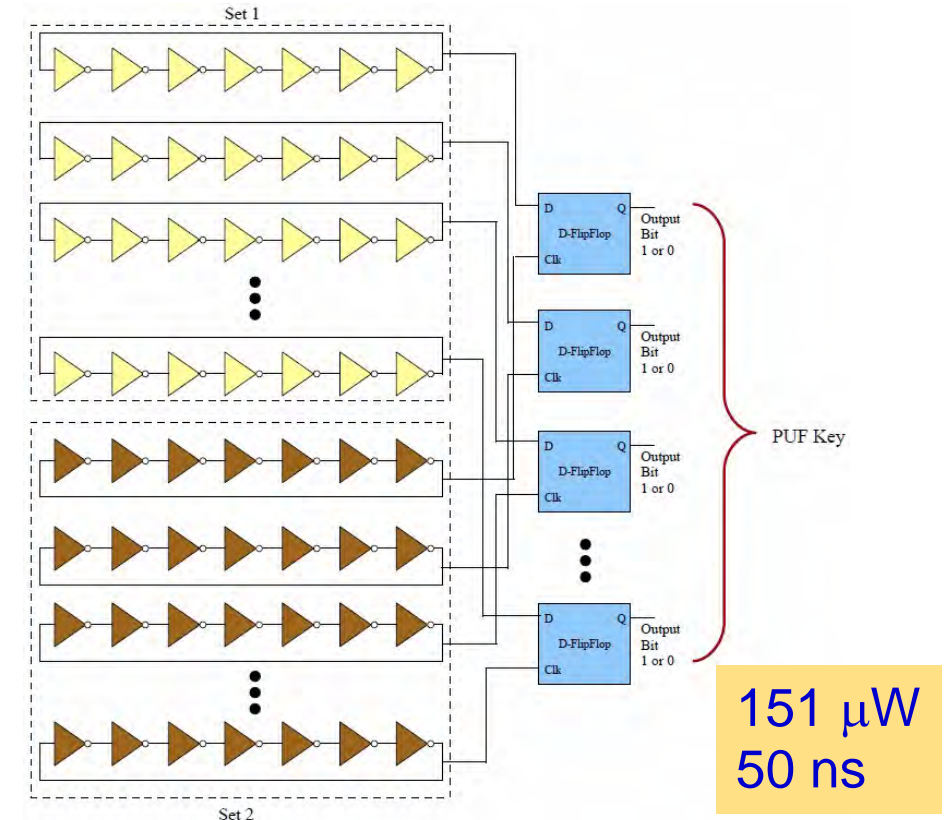 Set 1
D Q
D-FlipFlop
Clk
Output
Bit
1 or 0
D Q
D-FlipFlop
Clk
Output
Bit
1 or 0
D Q
D-FlipFlop
Clk
Output
Bit
1 or 0
D Q
D-FlipFlop
Clk
Output
Bit
1 or 0
PUF Key
Set 2
151 μW
50 ns